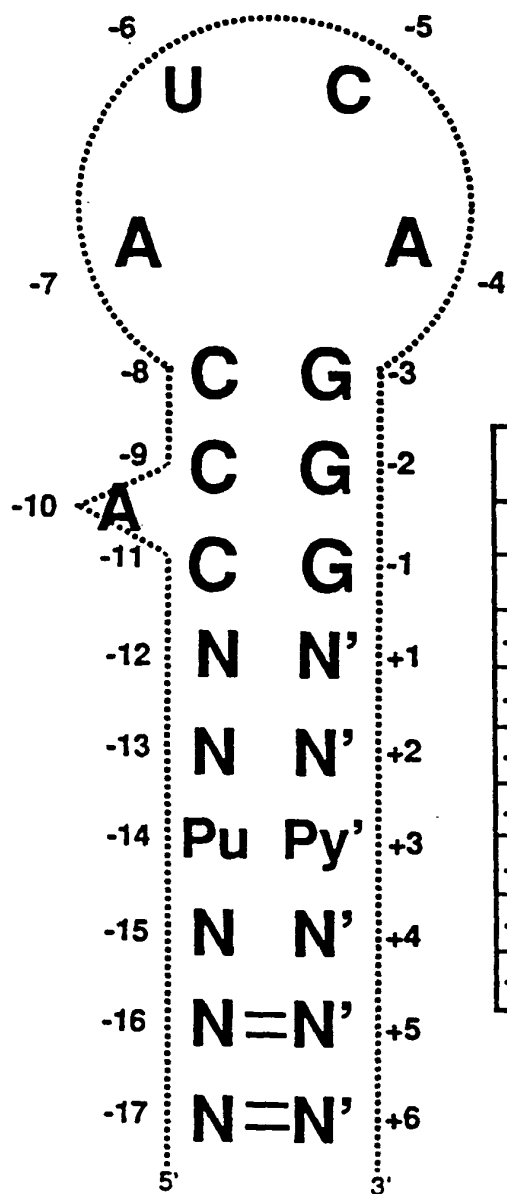 -6 -5
U C
A A
-7 -4
-8 C G -3
-9 C G -2
-10 A
-11 C G -1
-12 N N' +1
-13 N N' +2
-14 Pu Py' +3
-15 N N' +4
-16 N=N' +5
-17 N=N' +6
5' 3'